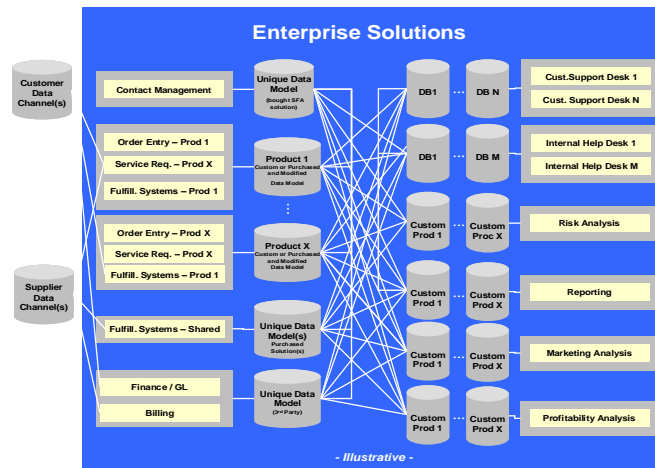 Enterprise Solutions
Customer
Data
Channel(s)
Supplier
Data
Channel(s)
Contact Management
Order Entry – Prod 1
Service Req. – Prod X
Fulfill. Systems – Prod 1
Order Entry – Prod X
Service Req. – Prod X
Fulfill. Systems – Prod 1
Fulfill. Systems – Shared
Finance / GL
Billing
Unique Data
Model
(bought SFA
solution)
Product 1
Custom or Purchased
and Modified
Data Model
Product X
Custom or Purchased
and Modified
Data Model
Unique Data
Model(s)
Purchased
Solution(s)
Unique Data
Model
(3rd Party)
DB1
...
DB N
DB1
...
DB M
Custom
Prod 1
...
Custom
Proc X
Custom
Prod 1
...
Custom
Prod X
Custom
Prod 1
...
Custom
Prod X
Custom
Prod 1
...
Custom
Prod X
Cust.Support Desk 1
Cust. Support Desk N
Internal Help Desk 1
Internal Help Desk M
Risk Analysis
Reporting
Marketing Analysis
Profitability Analysis
- Illustrative -